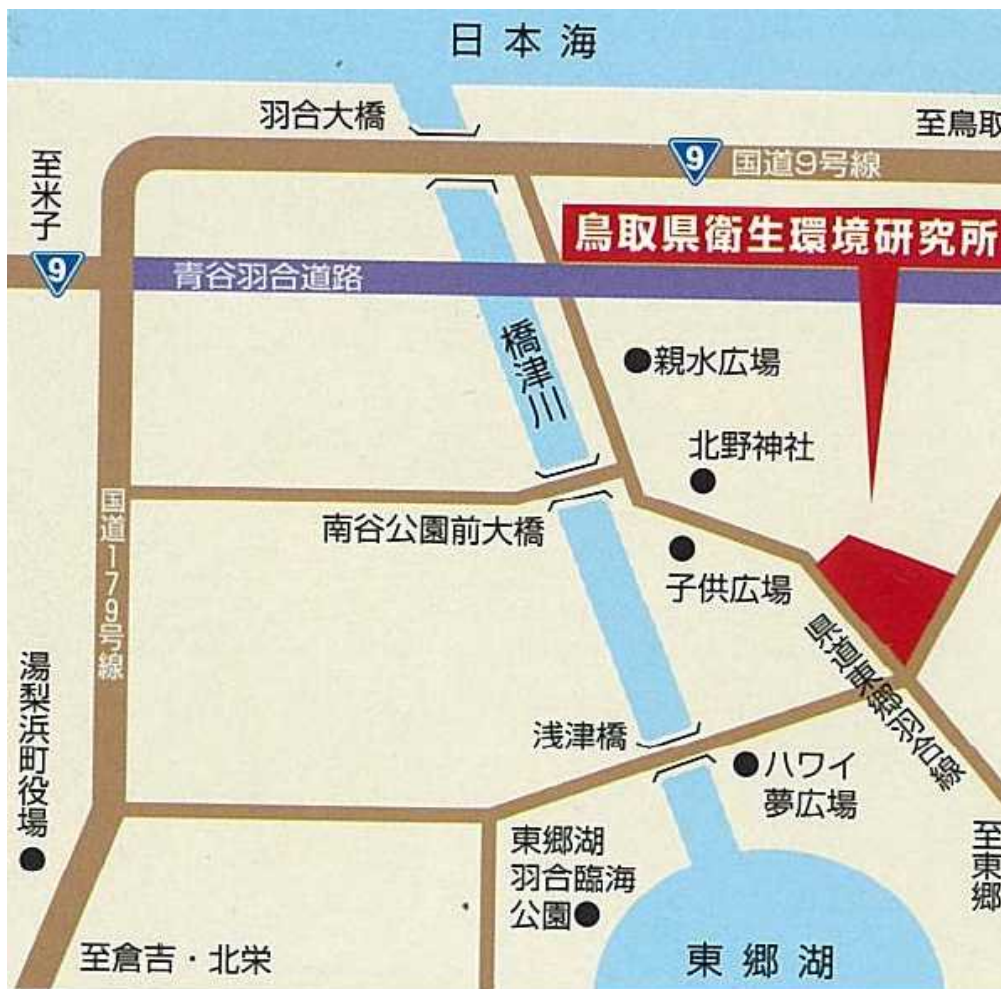 日本海
羽合大橋
至鳥取
至米子
9
国道9号線
鳥取県衛生環境研究所
9
青谷羽合道路
橋津川
親水広場
北野神社
国道179号線
南谷公園前大橋
子供広場
県道東郷羽合線
湯梨浜町役場
浅津橋
ハワイ
夢広場
東郷湖
羽合臨海
公園
至東郷
至倉吉・北栄
東郷湖